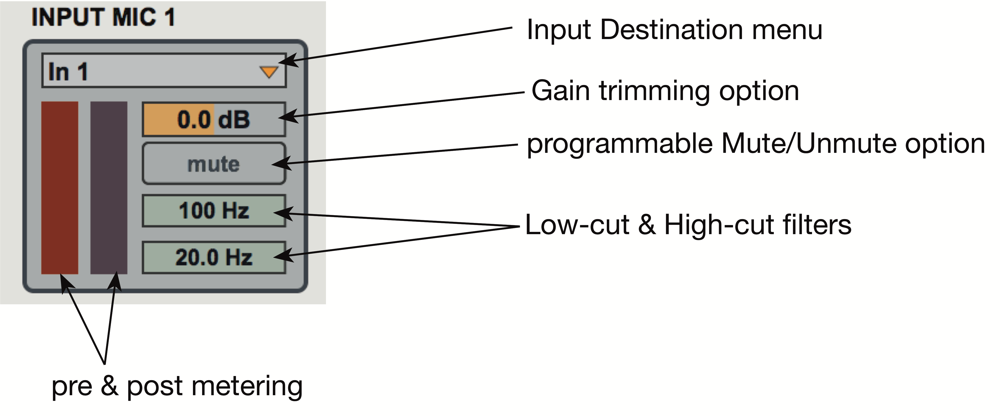 INPUT MIC 1
Input Destination menu
In 1
Gain trimming option
0.0 dB
programmable Mute/Unmute option
mute
100 Hz
Low-cut & High-cut filters
20.0 Hz
pre & post metering